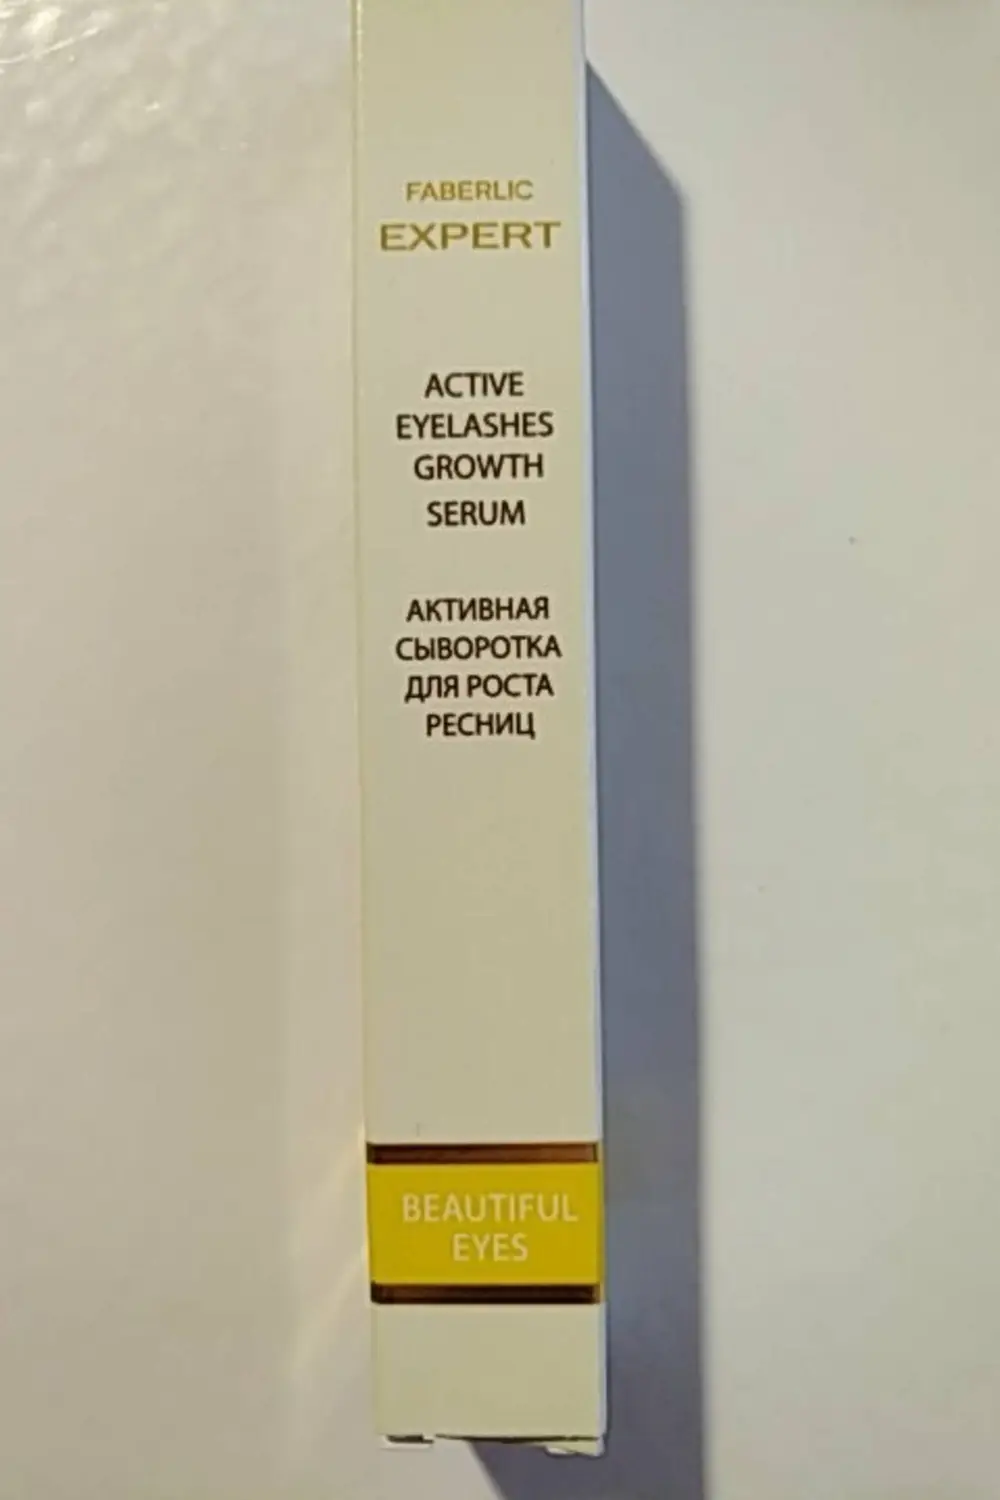 FABERLIC
EXPERT
ACTIVE
EYELASHES
GROWTH
SERUM
АКТИВНАЯ
СЫВОРОТКА
ДЛЯ РОСТА
РЕСНИЦ
BEAUTIFUL
EYES